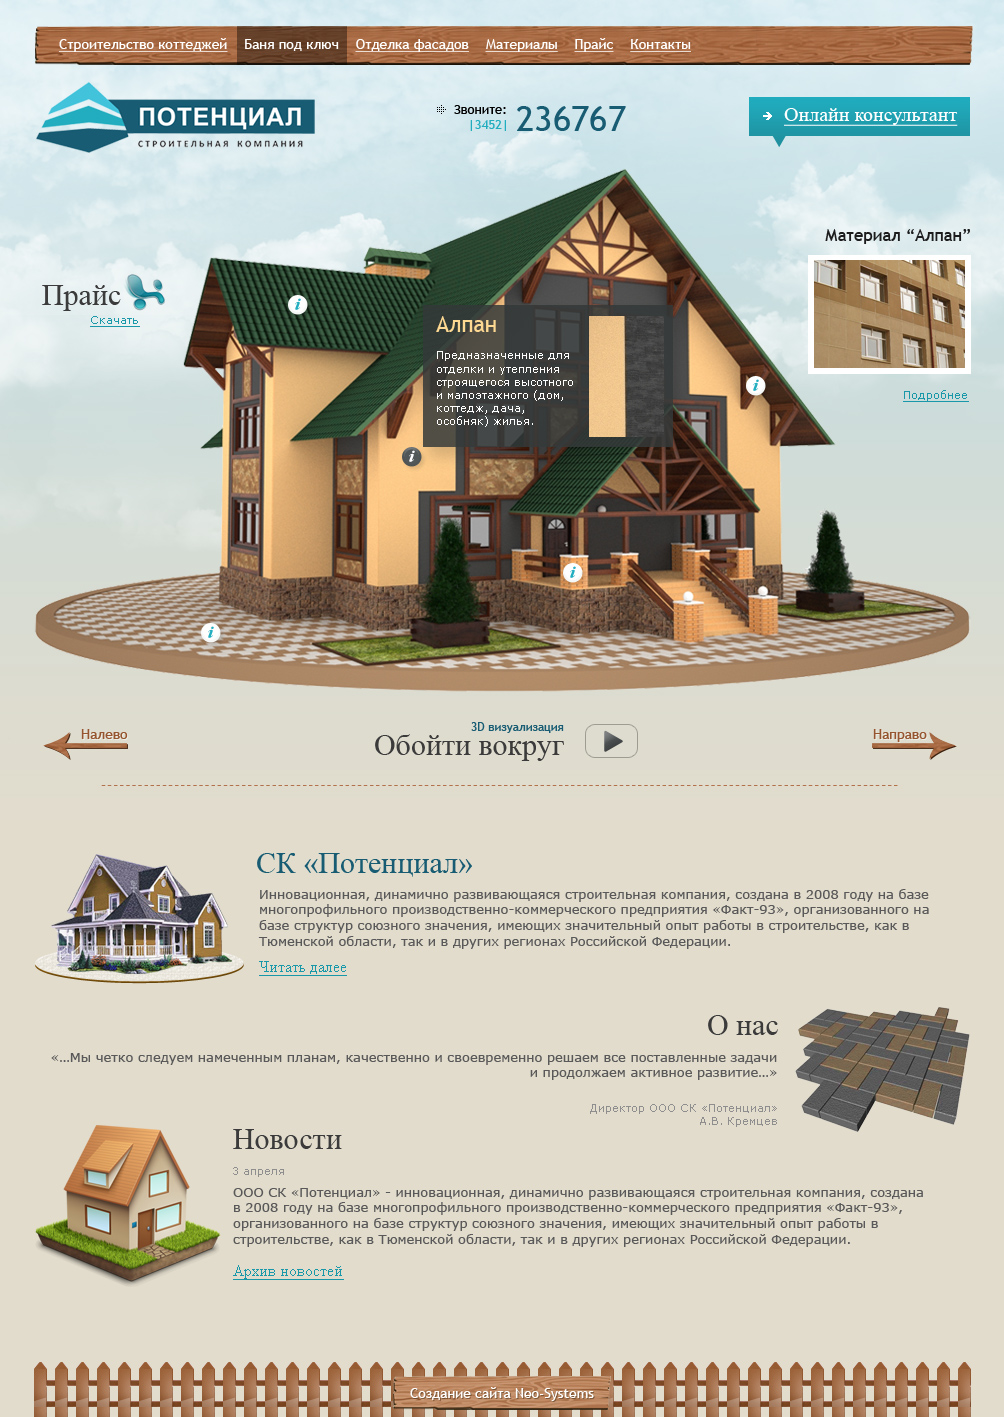 Строительство коттеджей Баня под ключ Отделка фасадов Материалы Прайс Контакты
ПОТЕНЦИАЛ
СТРОИТЕЛЬНАЯ КОМПАНИЯ
Звоните:
|3452|
236767
Онлайн консультант
Материал “Алпан”
Прайс
Скачать
Алпан
Предназначенные для
отделки и утепления
строящегося высотного
и малоэтажного (дом,
коттедж, дача,
особняк) жилья.
Подробнее
i
i
i
i
i
Налево
3D визуализация
Обойти вокруг
Направо
СК «Потенциал»
Инновационная, динамично развивающаяся строительная компания, создана в 2008 году на базе
многопрофильного производственно-коммерческого предприятия «Факт-93», организованного на
базе структур союзного значения, имеющих значительный опыт работы в строительстве, как в
Тюменской области, так и в других регионах Российской Федерации.
Читать далее
О нас
«...Мы четко следуем намеченным планам, качественно и своевременно решаем все поставленные задачи
и продолжаем активное развитие...»
Директор ООО СК «Потенциал»
А.В. Кремцев
Новости
3 апреля
ООО СК «Потенциал» - инновационная, динамично развивающаяся строительная компания, создана
в 2008 году на базе многопрофильного производственно-коммерческого предприятия «Факт-93»,
организованного на базе структур союзного значения, имеющих значительный опыт работы в
строительстве, как в Тюменской области, так и в других регионах Российской Федерации.
Архив новостей
Создание сайта Neo-Systems